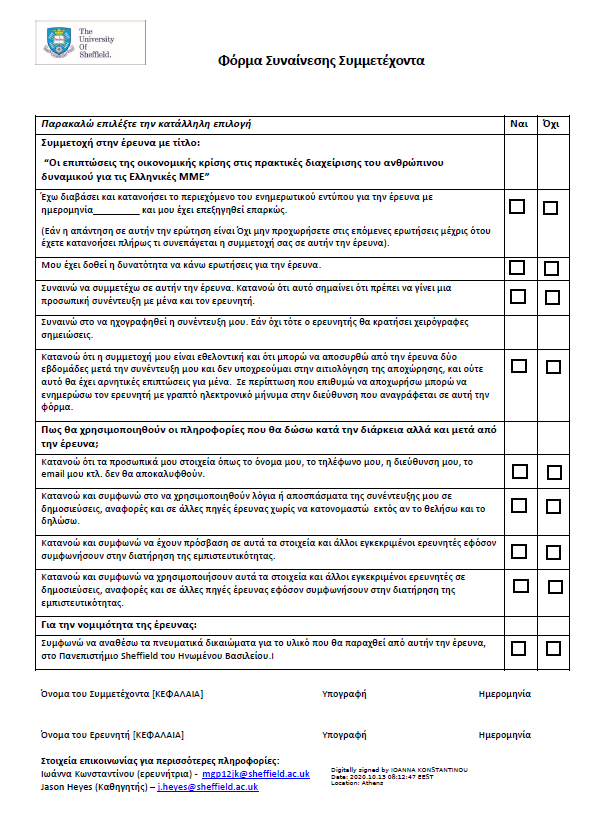 The
University
Of
Sheffield.
Φόρμα Συναίνεσης Συμμετέχοντα
Παρακαλώ επιλέξτε την κατάλληλη επιλογή Ναι Όχι
Συμμετοχή στην έρευνα με τίτλο:
“Οι επιπτώσεις της οικονομικής κρίσης στις πρακτικές διαχείρισης του ανθρώπινου
δυναμικού για τις Ελληνικές ΜΜΕ”
Έχω διαβάσει και κατανοήσει το περιεχόμενο του ενημερωτικού εντύπου για την έρευνα με
ημερομηνία__________ και μου έχει επεξηγηθεί επαρκώς.
(Εάν η απάντηση σε αυτήν την ερώτηση είναι Όχι μην προχωρήσετε στις επόμενες ερωτήσεις μέχρις ότου
έχετε κατανοήσει πλήρως τι συνεπάγεται η συμμετοχή σας σε αυτήν την έρευνα).
Μου έχει δοθεί η δυνατότητα να κάνω ερωτήσεις για την έρευνα.
Συναινώ να συμμετέχω σε αυτήν την έρευνα. Κατανοώ ότι αυτό σημαίνει ότι πρέπει να γίνει μια
προσωπική συνέντευξη με μένα και τον ερευνητή.
Συναινώ στο να ηχογραφηθεί η συνέντευξη μου. Εάν όχι τότε ο ερευνητής θα κρατήσει χειρόγραφες
σημειώσεις.
Κατανοώ ότι η συμμετοχή μου είναι εθελοντική και ότι μπορώ να αποσυρθώ από την έρευνα δύο
εβδομάδες μετά την συνέντευξη μου και δεν υποχρεούμαι στην αιτιολόγηση της αποχώρησης, και ούτε
αυτό θα έχει αρνητικές επιπτώσεις για μένα. Σε περίπτωση που επιθυμώ να αποχωρήσω μπορώ να
ενημερώσω τον ερευνητή με γραπτό ηλεκτρονικό μήνυμα στην διεύθυνση που αναγράφεται σε αυτή την
φόρμα.
Πως θα χρησιμοποιηθούν οι πληροφορίες που θα δώσω κατά την διάρκεια αλλά και μετά από
την έρευνα;
Κατανοώ ότι τα προσωπικά μου στοιχεία όπως το όνομα μου, το τηλέφωνο μου, η διεύθυνση μου, το
email μου κτλ. δεν θα αποκαλυφθούν.
Κατανοώ και συμφωνώ στο να χρησιμοποιηθούν λόγια ή αποσπάσματα της συνέντευξης μου σε
δημοσιεύσεις, αναφορές και σε άλλες πηγές έρευνας χωρίς να κατονομαστώ εκτός αν το θελήσω και το
δηλώσω.
Κατανοώ και συμφωνώ να έχουν πρόσβαση σε αυτά τα στοιχεία και άλλοι εγκεκριμένοι ερευνητές εφόσον
συμφωνήσουν στην διατήρηση της εμπιστευτικότητας.
Κατανοώ και συμφωνώ να χρησιμοποιήσουν αυτά τα στοιχεία και άλλοι εγκεκριμένοι ερευνητές σε
δημοσιεύσεις, αναφορές και σε άλλες πηγές έρευνας εφόσον συμφωνήσουν στην διατήρηση της
εμπιστευτικότητας.
Για την νομιμότητα της έρευνας:
Συμφωνώ να αναθέσω τα πνευματικά δικαιώματα για το υλικό που θα παραχθεί από αυτήν την έρευνα,
στο Πανεπιστήμιο Sheffield του Ηνωμένου Βασιλείου.
Όνομα του Συμμετέχοντα [ΚΕΦΑΛΑΙΑ] Υπογραφή Ημερομηνία
Όνομα του Ερευνητή [ΚΕΦΑΛΑΙΑ] Υπογραφή Ημερομηνία
Στοιχεία επικοινωνίας για περισσότερες πληροφορίες:
Ιωάννα Κωνσταντίνου (ερευνήτρια) - mgp12jk@sheffield.ac.uk
Jason Heyes (Καθηγητής) – j.heyes@sheffield.ac.uk
Digitally signed by IOANNA KONSTANTINOU
Date: 2020.10.13 08:12:47 EEST
Location: Athens